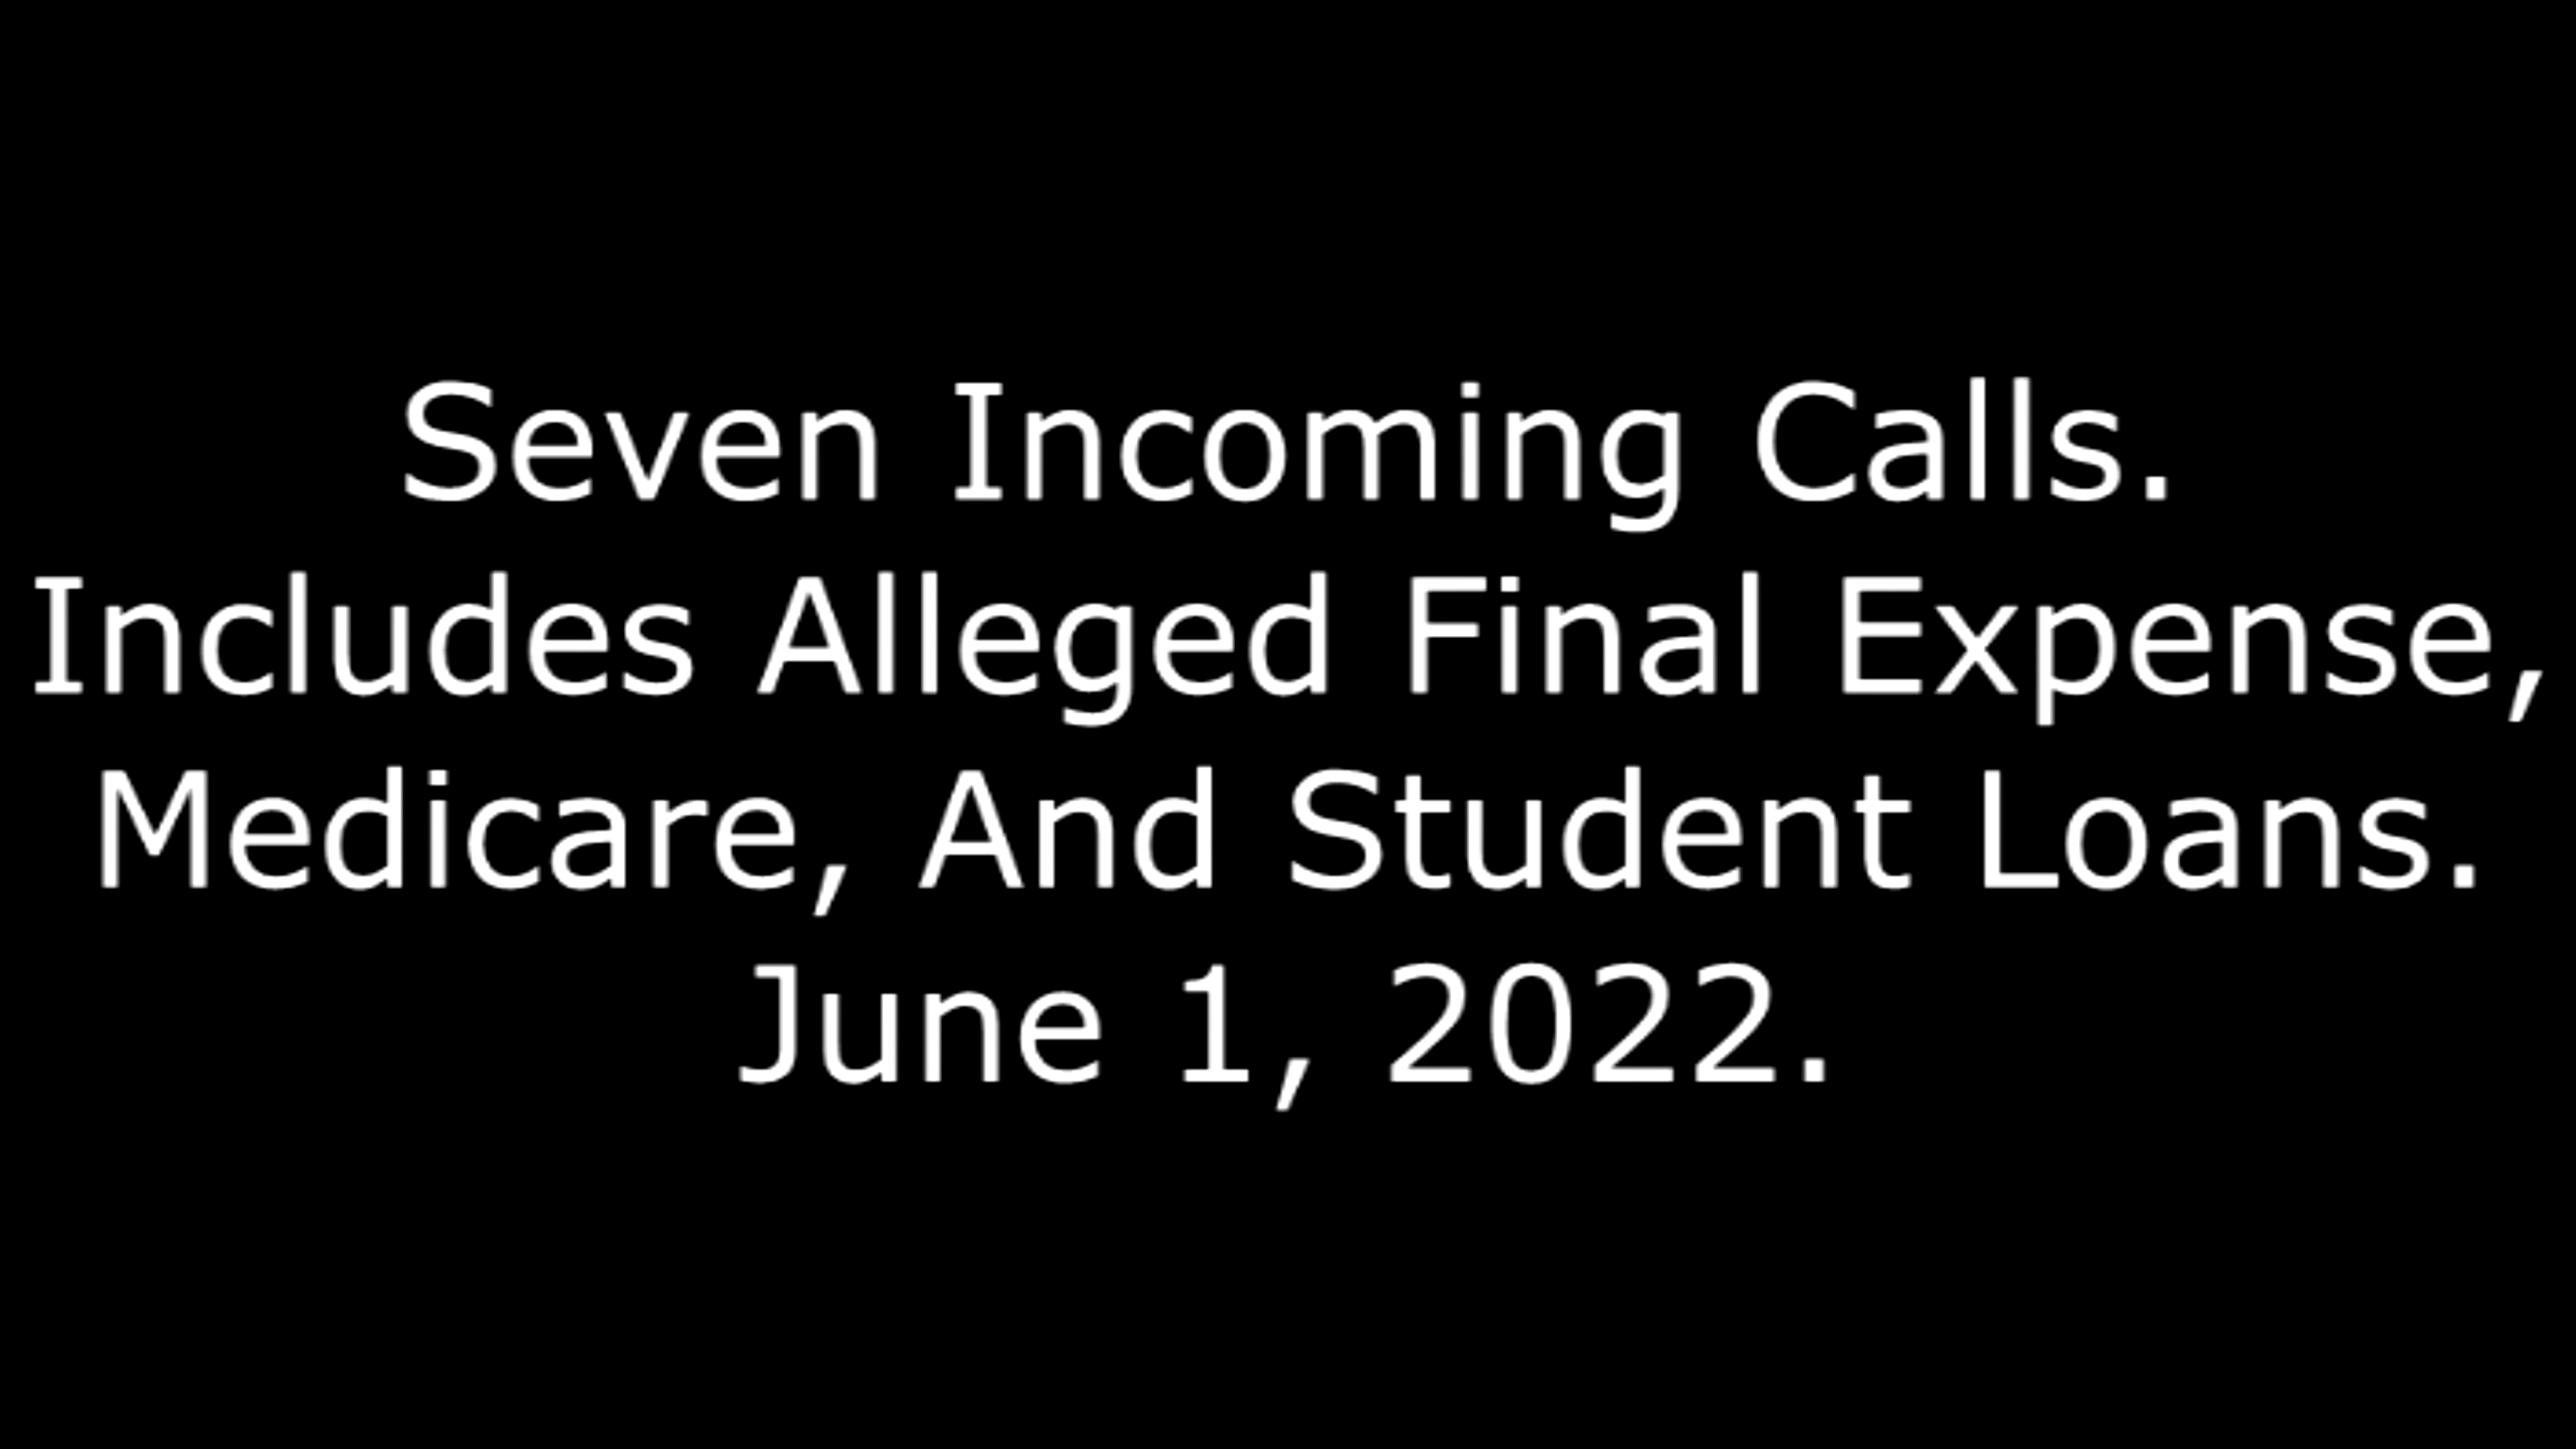 Seven Incoming Calls.
Includes Alleged Final Expense,
Medicare, And Student Loans.
June 1, 2022.